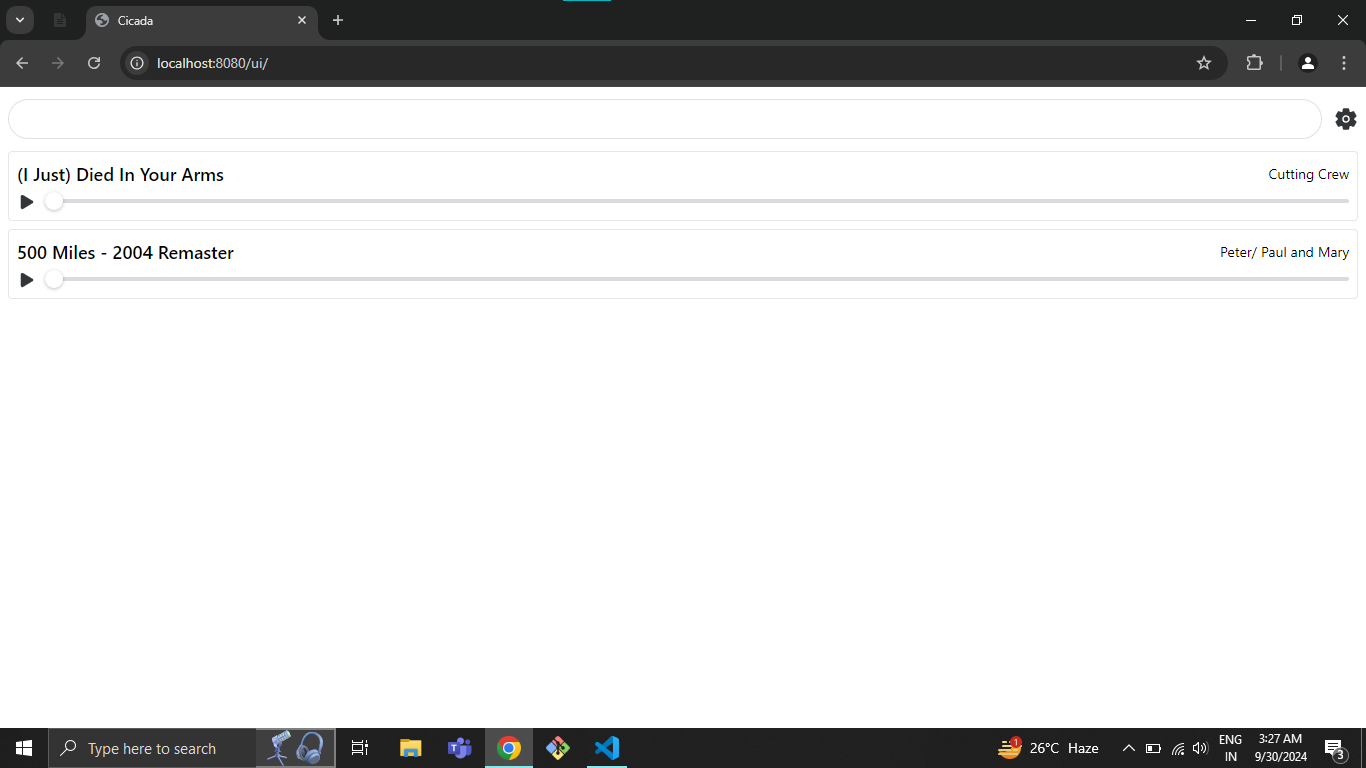 Cicada
localhost:8080/ui/
(I Just) Died In Your Arms
Cutting Crew
500 Miles - 2004 Remaster
Peter/ Paul and Mary
Type here to search
1
26°C Haze
ENG
IN
3:27 AM
9/30/2024
3